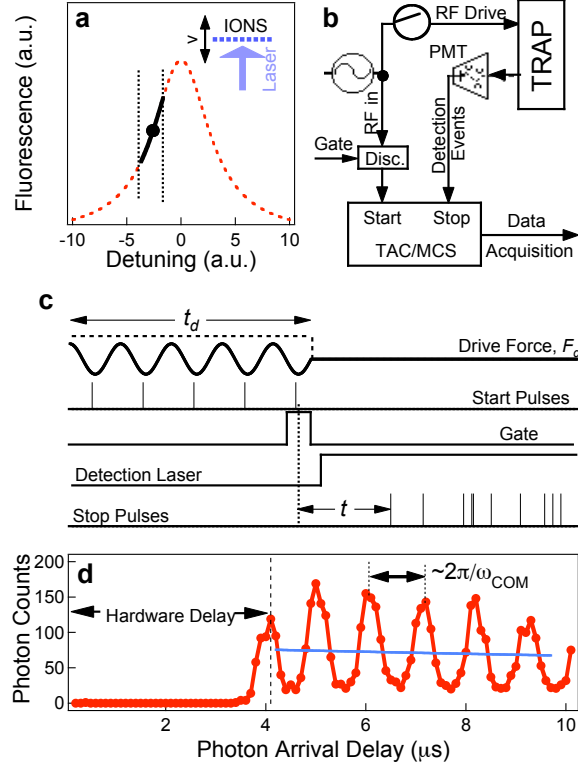 a
IONS
v
Laser
Fluorescence (a.u.)
-10 -5 0 5 10
Detuning (a.u.)
b
RF Drive
PMT
TRAP
RF in
Detection
Events
Gate
Disc.
Start Stop
TAC/MCS
Data
Acquisition
c
t_d
Drive Force, F_d
Start Pulses
Gate
Detection Laser
t
Stop Pulses
d
~2π/ω_COM
Hardware Delay
Photon Counts
200
150
100
50
0
2 4 6 8 10
Photon Arrival Delay (μs)